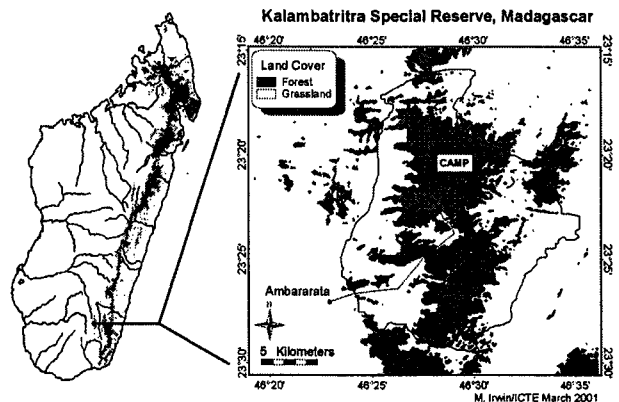 Kalambatritra Special Reserve, Madagascar
46°20' 46°25' 46°30' 46°35'
23°15' 23°15'
Land Cover
Forest
Grassland
23°20' 23°20'
CAMP
23°25' 23°25'
Ambararata
N
5 Kilometers
23°30' 23°30'
46°20' 46°25' 46°30' 46°35'
M. Irwin/ICTE March 2001